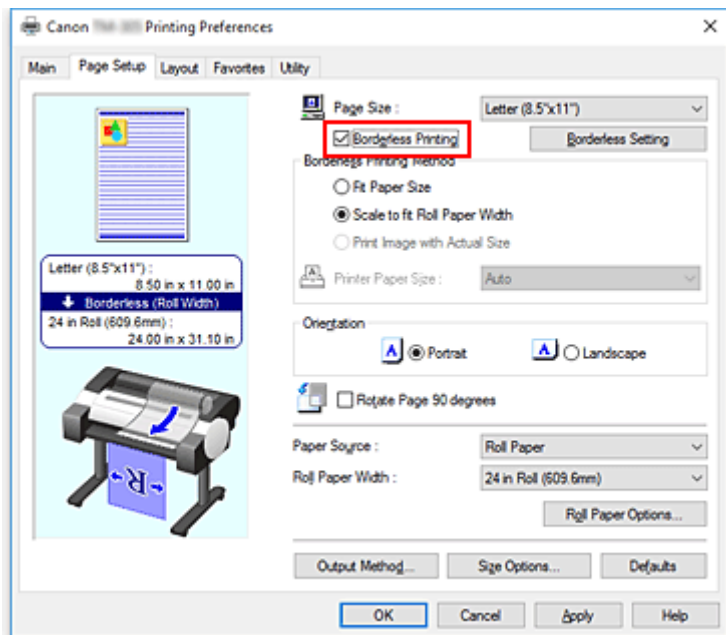 Canon Printing Preferences
Main Page Setup Layout Favorites Utility
Page Size : Letter (8.5"x11")
Borderless Printing Borderless Setting
Borderless Printing Method
Fit Paper Size
Scale to fit Roll Paper Width
Print Image with Actual Size
Printer Paper Size : Auto
Letter (8.5"x11") :
8.50 in x 11.00 in
Borderless (Roll Width)
24 in Roll (609.6mm) :
24.00 in x 31.10 in
Orientation
A Portrait A Landscape
Rotate Page 90 degrees
Paper Source : Roll Paper
Roll Paper Width : 24 in Roll (609.6mm)
Roll Paper Options...
R
Output Method... Size Options... Defaults
OK Cancel Apply Help